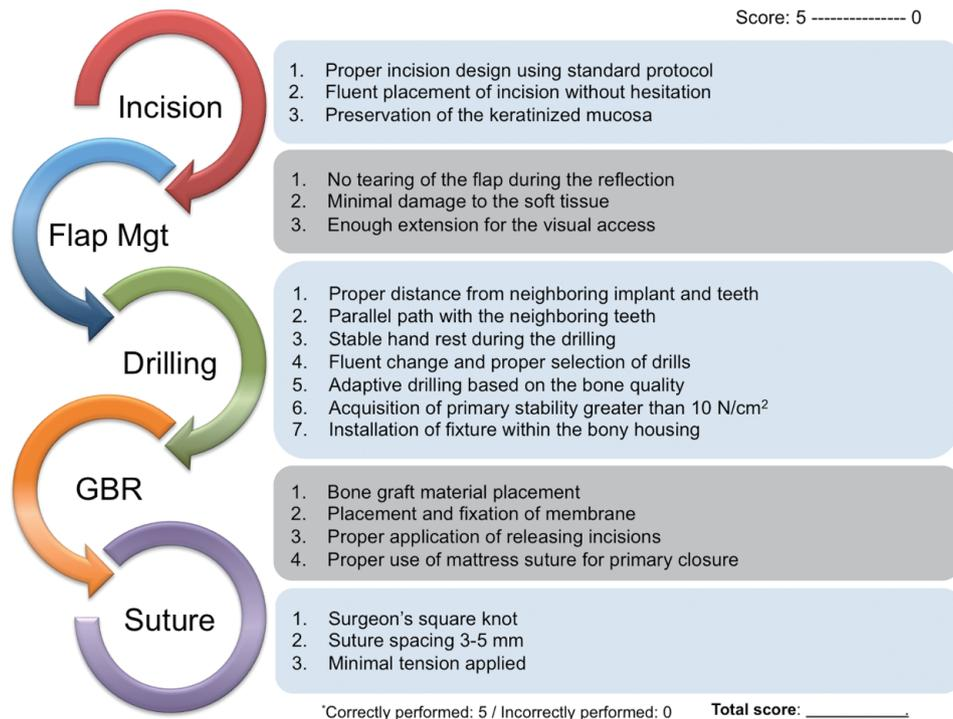 Score: 5 --------------- 0
Incision
1. Proper incision design using standard protocol
2. Fluent placement of incision without hesitation
3. Preservation of the keratinized mucosa
Flap Mgt
1. No tearing of the flap during the reflection
2. Minimal damage to the soft tissue
3. Enough extension for the visual access
Drilling
1. Proper distance from neighboring implant and teeth
2. Parallel path with the neighboring teeth
3. Stable hand rest during the drilling
4. Fluent change and proper selection of drills
5. Adaptive drilling based on the bone quality
6. Acquisition of primary stability greater than 10 N/cm²
7. Installation of fixture within the bony housing
GBR
1. Bone graft material placement
2. Placement and fixation of membrane
3. Proper application of releasing incisions
4. Proper use of mattress suture for primary closure
Suture
1. Surgeon's square knot
2. Suture spacing 3-5 mm
3. Minimal tension applied
*Correctly performed: 5 / Incorrectly performed: 0
Total score: ____________.